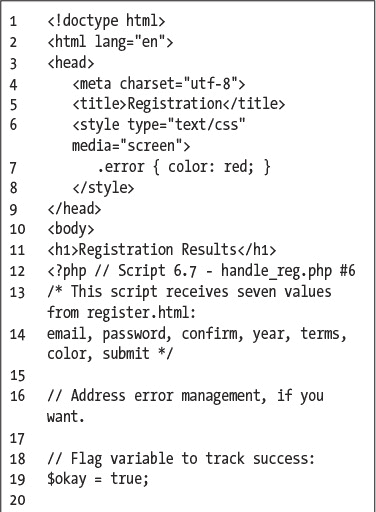 1 <!doctype html>
2 <html lang="en">
3 <head>
4 <meta charset="utf-8">
5 <title>Registration</title>
6 <style type="text/css"
media="screen">
7 .error { color: red; }
8 </style>
9 </head>
10 <body>
11 <h1>Registration Results</h1>
12 <?php // Script 6.7 - handle_reg.php #6
13 /* This script receives seven values
from register.html:
14 email, password, confirm, year, terms,
color, submit */
15
16 // Address error management, if you
want.
17
18 // Flag variable to track success:
19 $okay = true;
20